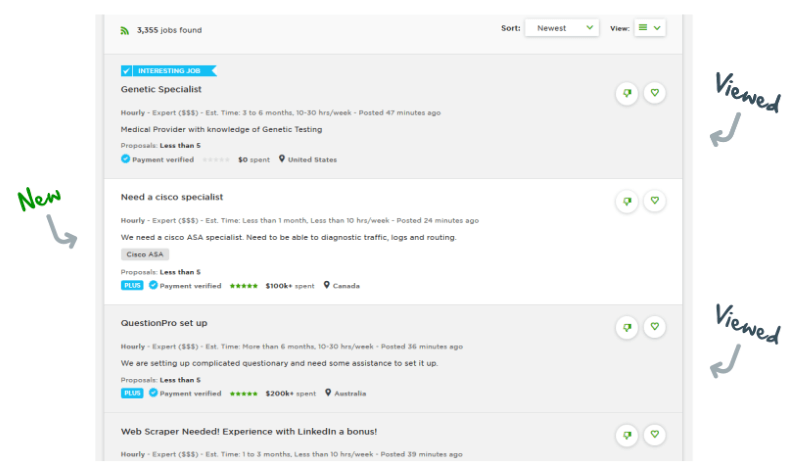 3,355 jobs found
Sort: Newest View:
INTERESTING JOB
Genetic Specialist
Viewed
Hourly - Expert ($$$) - Est. Time: 3 to 6 months, 10-30 hrs/week - Posted 47 minutes ago
Medical Provider with knowledge of Genetic Testing
Proposals: Less than 5
Payment verified $0 spent United States
New
Need a cisco specialist
Hourly - Expert ($$$) - Est. Time: Less than 1 month, Less than 10 hrs/week - Posted 24 minutes ago
We need a cisco ASA specialist. Need to be able to diagnostic traffic, logs and routing.
Cisco ASA
Proposals: Less than 5
PLUS Payment verified $100k+ spent Canada
QuestionPro set up
Viewed
Hourly - Expert ($$$) - Est. Time: More than 6 months, 10-30 hrs/week - Posted 36 minutes ago
We are setting up complicated questionary and need some assistance to set it up.
Proposals: Less than 5
PLUS Payment verified $200k+ spent Australia
Web Scraper Needed! Experience with LinkedIn a bonus!
Hourly - Expert ($$$) - Est. Time: 1 to 3 months, Less than 10 hrs/week - Posted 39 minutes ago